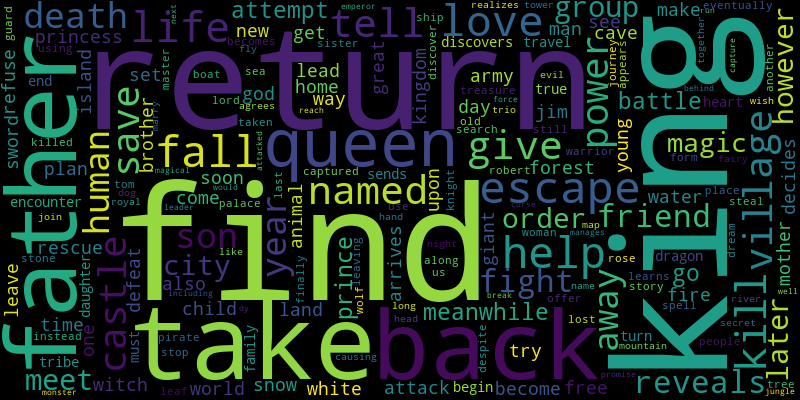 death
life
attempt
tell
love
group
make
run
eventually
guard
next
using
princess
becomes
master
new
get
ship
realizes
tower
emperor
discovers
travel
man
see
cave
together
another
however
refuse
sword
island
set
boat
sea
fly
sister
lead
home
way
great
kingdom
discover
army
treasure
force
evil
true
trio
power
journey
appears
battle
capture
behind
heart
wish
end
save
lord
god
agrees
reach
taken
day
old
search
jim
still
killed
plan
brother
marry
fall
queen
attacked
give
young
magic
form
fairy
village
mother
decides
father
return
king
human
soon
magical
captured
sends
robert
warrior
forest
encounter
tom
dog
royal
come
palace
would
last
animal
named
upon
knight
escape
water
place
steal
join
leader
year
use
hand
curse
order
friend
map
rescue
daughter
castle
son
like
find
prince
leaving
arrives
night
along
us
giant
woman
manages
help
away
rose
dragon
dream
stone
defeat
city
also
finally
wolf
fight
name
learns
story
go
fire
well
leave
time
one
including
child
dy
land
long
meanwhile
break
offer
spell
river
later
instead
must
pirate
take
family
back
head
despite
lost
turn
mountain
secret
kill
tribe
stop
causing
try
people
meet
witch
leaf
world
snow
white
attack
begin
become
free
promise
reveals
tree
monster
jungle